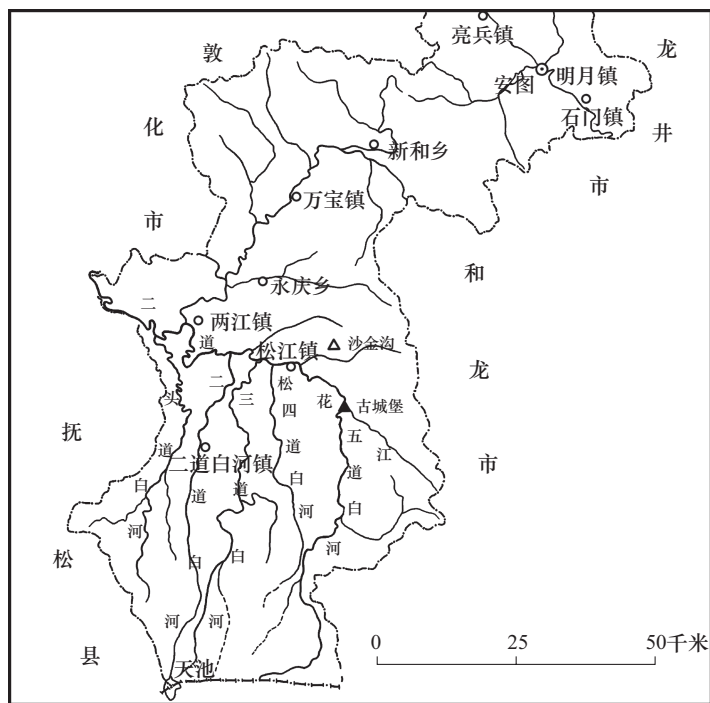 亮兵镇
龙井市
敦化市
安图
明月镇
石门镇
新和乡
万宝镇
和龙市
永庆乡
两江镇
沙金沟
松江镇
古城堡
二道松花江
头道白河
二道白河
三道白河
四道白河
五道白河
二道白河镇
抚松县
天池
0 25 50千米